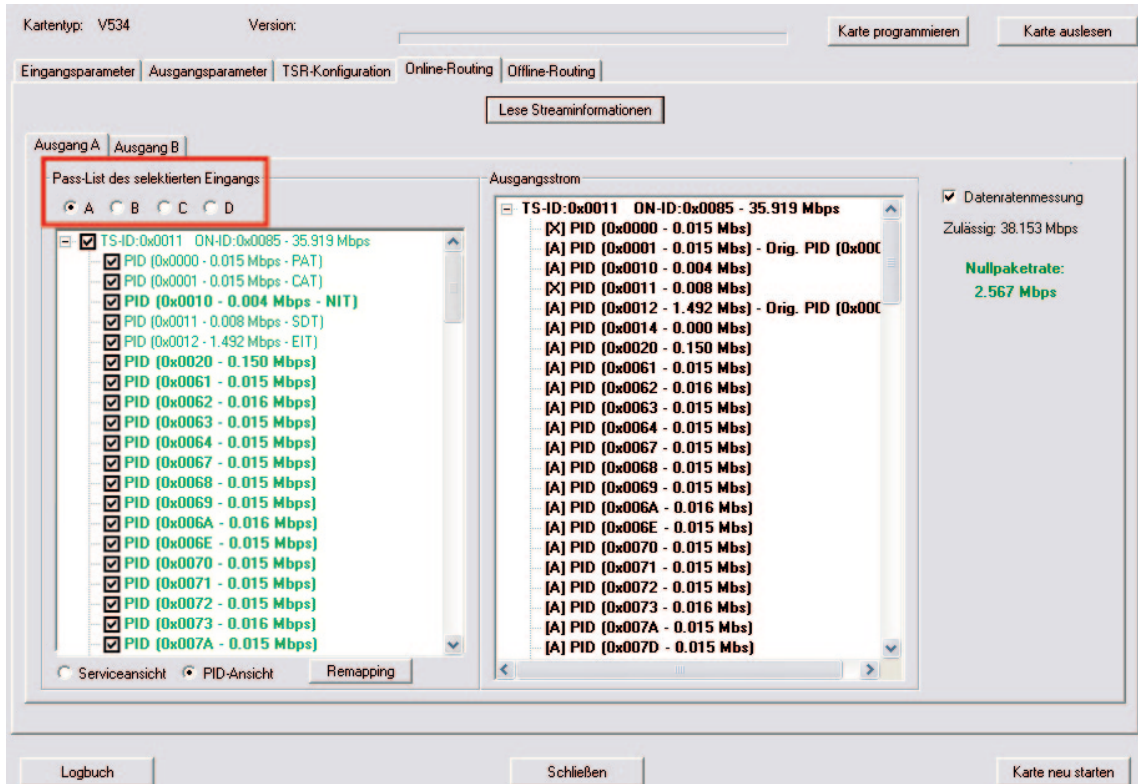 Kartentyp: V534 Version:
Karte programmieren
Karte auslesen
Eingangsparameter Ausgangsparameter TSR-Konfiguration Online-Routing Offline-Routing
Lese Streaminformationen
Ausgang A Ausgang B
Pass-List des selektierten Eingangs
A B C D
TS-ID:0x0011 ON-ID:0x0085 - 35.919 Mbps
PID (0x0000 - 0.015 Mbps - PAT)
PID (0x0001 - 0.015 Mbps - CAT)
PID (0x0010 - 0.004 Mbps - NIT)
PID (0x0011 - 0.008 Mbps - SDT)
PID (0x0012 - 1.492 Mbps - EIT)
PID (0x0020 - 0.150 Mbps)
PID (0x0061 - 0.015 Mbps)
PID (0x0062 - 0.016 Mbps)
PID (0x0063 - 0.015 Mbps)
PID (0x0064 - 0.015 Mbps)
PID (0x0067 - 0.015 Mbps)
PID (0x0068 - 0.015 Mbps)
PID (0x0069 - 0.015 Mbps)
PID (0x006A - 0.016 Mbps)
PID (0x006E - 0.015 Mbps)
PID (0x0070 - 0.015 Mbps)
PID (0x0071 - 0.015 Mbps)
PID (0x0072 - 0.015 Mbps)
PID (0x0073 - 0.016 Mbps)
PID (0x007A - 0.015 Mbps)
Serviceansicht PID-Ansicht Remapping
Ausgangsstrom
TS-ID:0x0011 ON-ID:0x0085 - 35.919 Mbps
[X] PID (0x0000 - 0.015 Mbs)
[A] PID (0x0001 - 0.015 Mbs) - Orig. PID (0x000
[A] PID (0x0010 - 0.004 Mbs)
[X] PID (0x0011 - 0.008 Mbs)
[A] PID (0x0012 - 1.492 Mbs) - Orig. PID (0x000
[A] PID (0x0014 - 0.000 Mbs)
[A] PID (0x0020 - 0.150 Mbs)
[A] PID (0x0061 - 0.015 Mbs)
[A] PID (0x0062 - 0.016 Mbs)
[A] PID (0x0063 - 0.015 Mbs)
[A] PID (0x0064 - 0.015 Mbs)
[A] PID (0x0067 - 0.015 Mbs)
[A] PID (0x0068 - 0.015 Mbs)
[A] PID (0x0069 - 0.015 Mbs)
[A] PID (0x006A - 0.016 Mbs)
[A] PID (0x006E - 0.015 Mbs)
[A] PID (0x0070 - 0.015 Mbs)
[A] PID (0x0071 - 0.015 Mbs)
[A] PID (0x0072 - 0.015 Mbs)
[A] PID (0x0073 - 0.016 Mbs)
[A] PID (0x007A - 0.015 Mbs)
[A] PID (0x007D - 0.015 Mbs)
Datenratenmessung
Zulässig: 38.153 Mbps
Nullpaketrate:
2.567 Mbps
Logbuch
Schließen
Karte neu starten